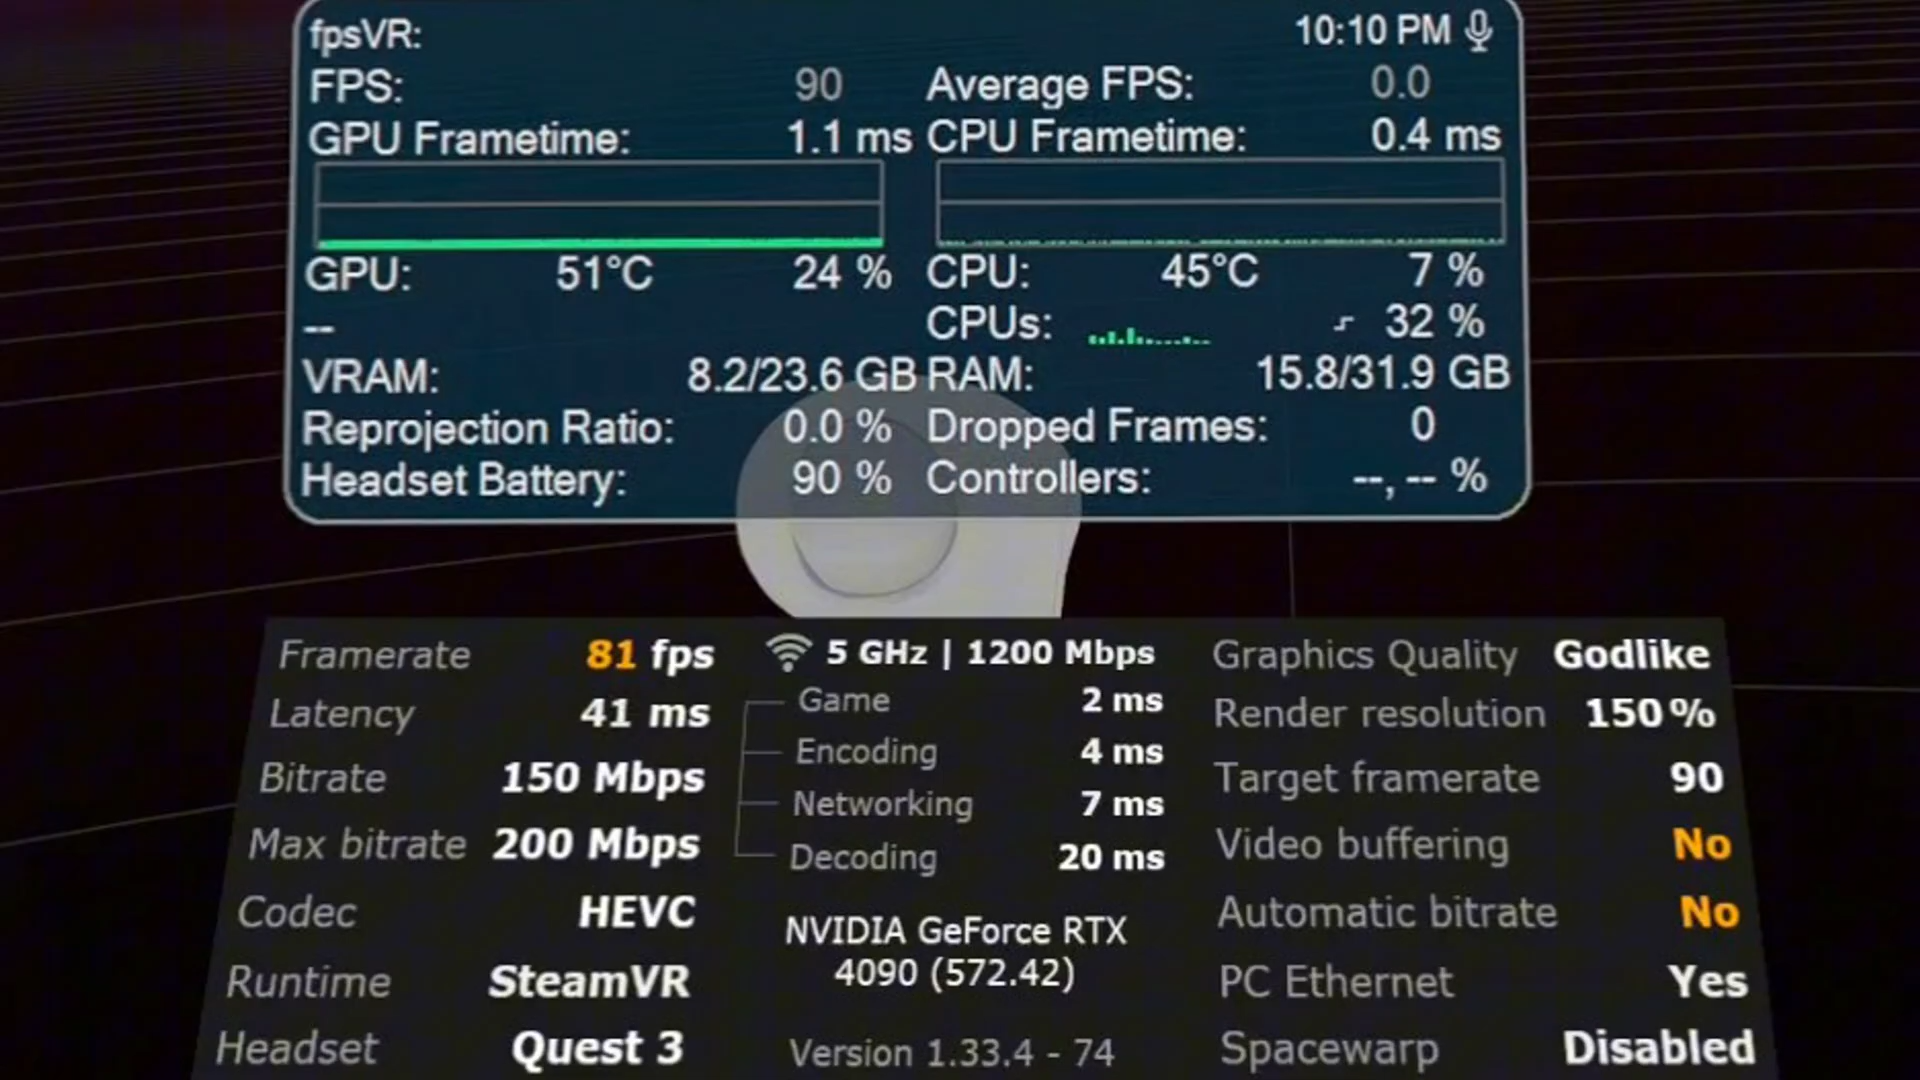 fpsVR: 10:10 PM
FPS: 90 Average FPS: 0.0
GPU Frametime: 1.1 ms CPU Frametime: 0.4 ms
GPU: 51°C 24 % CPU: 45°C 7 %
-- CPUs: 32 %
VRAM: 8.2/23.6 GB RAM: 15.8/31.9 GB
Reprojection Ratio: 0.0 % Dropped Frames: 0
Headset Battery: 90 % Controllers: --, -- %
Framerate 81 fps
Latency 41 ms
Bitrate 150 Mbps
Max bitrate 200 Mbps
Codec HEVC
Runtime SteamVR
Headset Quest 3
5 GHz | 1200 Mbps
Game 2 ms
Encoding 4 ms
Networking 7 ms
Decoding 20 ms
NVIDIA GeForce RTX
4090 (572.42)
Version 1.33.4 - 74
Graphics Quality Godlike
Render resolution 150%
Target framerate 90
Video buffering No
Automatic bitrate No
PC Ethernet Yes
Spacewarp Disabled